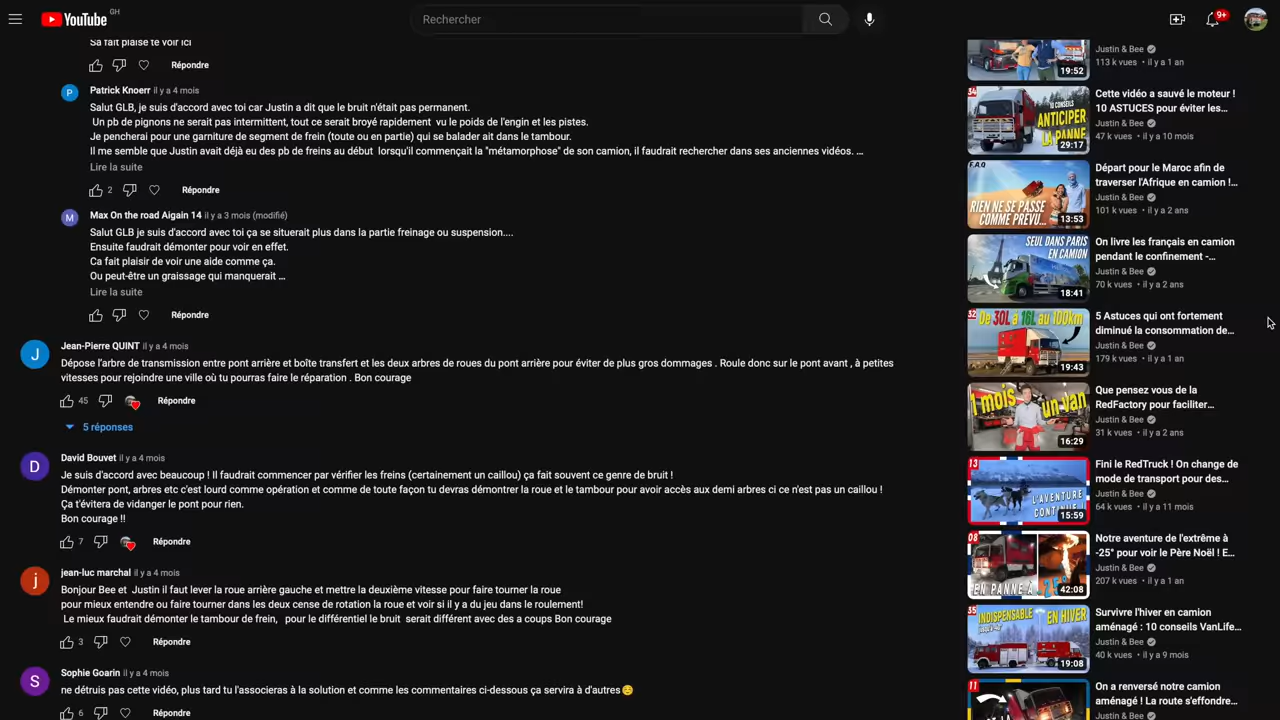 YouTube GH
Rechercher
9+
Sa fait plaise te voir ici
Répondre
P
Patrick Knoerr il y a 4 mois
Salut GLB, je suis d'accord avec toi car Justin a dit que le bruit n'était pas permanent.
Un pb de pignons ne serait pas intermittent, tout ce serait broyé rapidement vu le poids de l'engin et les pistes.
Je pencherai pour une garniture de segment de frein (toute ou en partie) qui se balader ait dans le tambour.
Il me semble que Justin avait déjà eu des pb de freins au tout début lorsqu'il commençait la "métamorphose" de son camion, il faudrait rechercher dans ses anciennes vidéos. ...
Lire la suite
2
Répondre
M
Max On the road Aigain 14 il y a 3 mois (modifié)
Salut GLB je suis d'accord avec toi ça se situerait plus dans la partie freinage ou suspension....
Ensuite faudrait démonter pour voir en effet.
Ca fait plaisir de voir une aide comme ça.
Ou peut-être un graissage qui manquerait ...
Lire la suite
Répondre
J
Jean-Pierre QUINT il y a 4 mois
Dépose l'arbre de transmission entre pont arrière et boîte transfert et les deux arbres de roues du pont arrière pour éviter de plus gros dommages . Roule donc sur le pont avant , à petites
vitesses pour rejoindre une ville où tu pourras faire le réparation . Bon courage
45
Répondre
5 réponses
D
David Bouvet il y a 4 mois
Je suis d'accord avec beaucoup ! Il faudrait commencer par vérifier les freins (certainement un caillou) ça fait souvent ce genre de bruit !
Démonter pont, arbres etc c'est lourd comme opération et comme de toute façon tu devras démontrer la roue et le tambour pour avoir accès aux demi arbres ci ce n'est pas un caillou !
Ça t'évitera de vidanger le pont pour rien.
Bon courage !!
7
Répondre
j
jean-luc marchal il y a 4 mois
Bonjour Bee et Justin il faut lever la roue arrière gauche et mettre la deuxième vitesse pour faire tourner la roue
pour mieux entendre ou faire tourner dans les deux cense de rotation la roue et voir si il y a du jeu dans le roulement!
Le mieux faudrait démonter le tambour de frein, pour le différentiel le bruit serait différent avec des a coups Bon courage
3
Répondre
S
Sophie Goarin il y a 4 mois
ne détruis pas cette vidéo, plus tard tu l'associeras à la solution et comme les commentaires ci-dessous ça servira à d'autres☺️
6
Répondre
19:52
Justin & Bee
113 k vues • il y a 1 an
34
10 CONSEILS
ANTICIPER
LA PANNE
29:17
Cette vidéo a sauvé le moteur !
10 ASTUCES pour éviter les...
Justin & Bee
47 k vues • il y a 10 mois
F.A.Q
RIEN NE SE PASSE
COMME PRÉVU...
13:53
Départ pour le Maroc afin de
traverser l'Afrique en camion !...
Justin & Bee
101 k vues • il y a 2 ans
SEUL DANS PARIS
EN CAMION
18:41
On livre les français en camion
pendant le confinement -...
Justin & Bee
70 k vues • il y a 2 ans
32
De 30L à 16L au 100Km
19:43
5 Astuces qui ont fortement
diminué la consommation de...
Justin & Bee
179 k vues • il y a 1 an
1 mois un van
16:29
Que pensez vous de la
RedFactory pour faciliter...
Justin & Bee
31 k vues • il y a 2 ans
13
L'AVENTURE
CONTINUE
15:59
Fini le RedTruck ! On change de
mode de transport pour des...
Justin & Bee
64 k vues • il y a 11 mois
08
EN PANNE À -25°
42:08
Notre aventure de l'extrême à
-25° pour voir le Père Noël ! E...
Justin & Bee
207 k vues • il y a 1 an
35
INDISPENSABLE EN HIVER
19:08
Survivre l'hiver en camion
aménagé : 10 conseils VanLife...
Justin & Bee
40 k vues • il y a 9 mois
11
On a renversé notre camion
aménagé ! La route s'effondre...
Justin & Bee